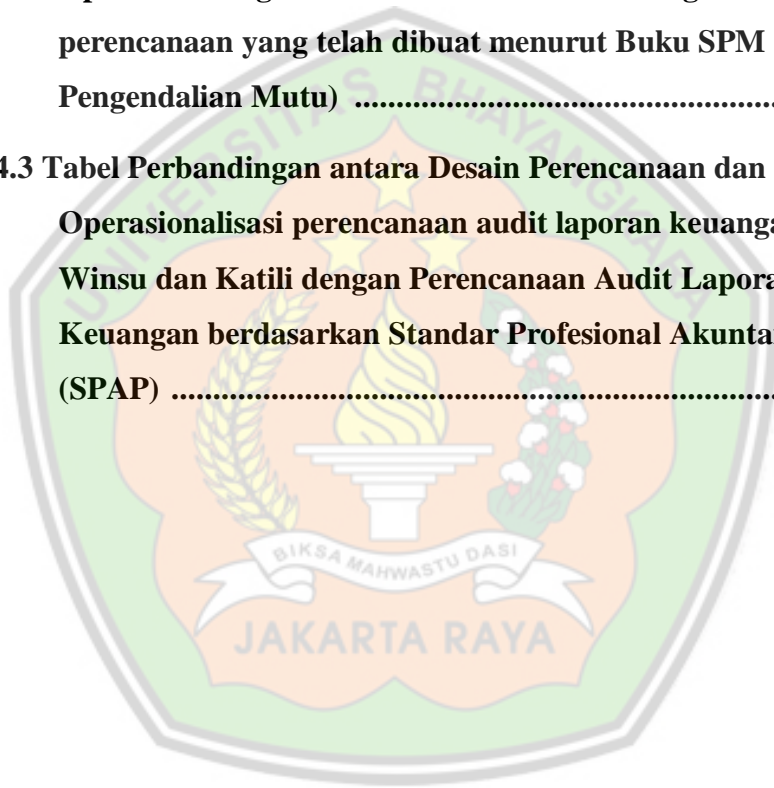 perencanaan yang telah dibuat menurut Buku SPM
Pengendalian Mutu) ....................................................
4.3 Tabel Perbandingan antara Desain Perencanaan dan
Operasionalisasi perencanaan audit laporan keuanga
Winsu dan Katili dengan Perencanaan Audit Lapora
Keuangan berdasarkan Standar Profesional Akunta
(SPAP) ..........................................................................
UNIVERSITAS BHAYANGKARA
BIKSA MAHWASTU DASI
JAKARTA RAYA